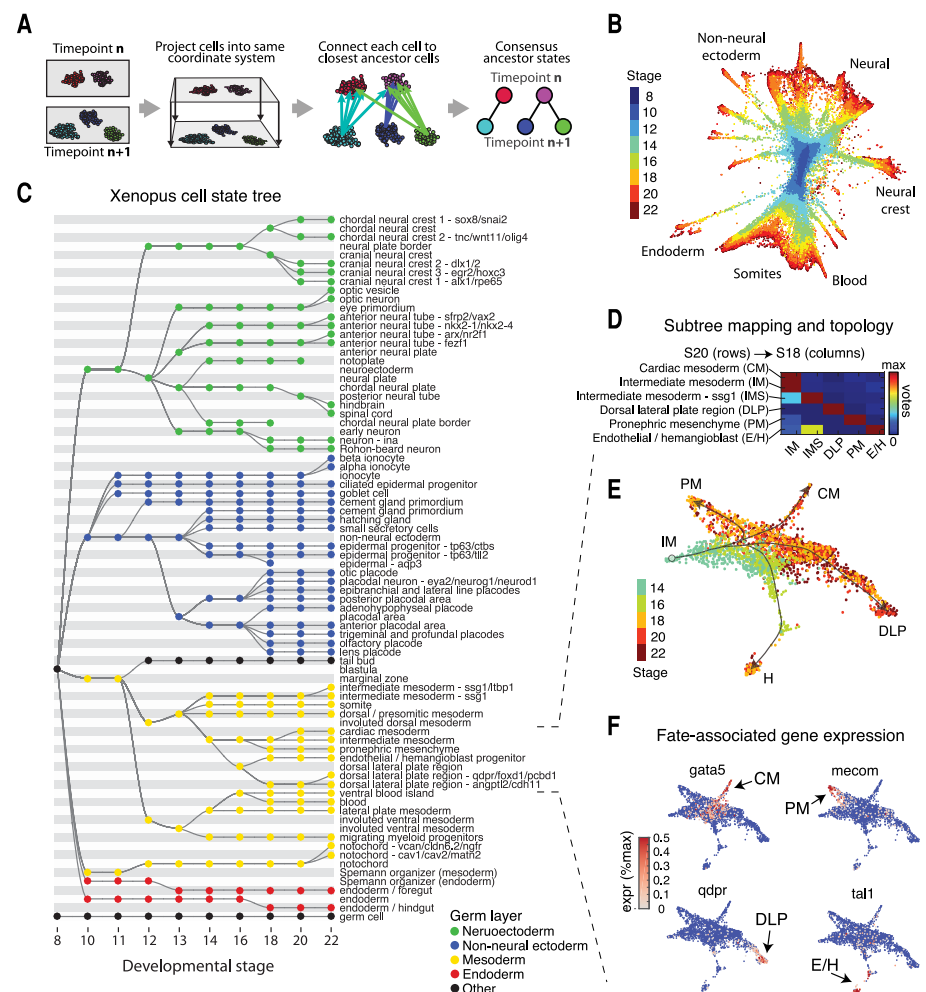 A
Timepoint n
Timepoint n+1
Project cells into same
coordinate system
Connect each cell to
closest ancestor cells
Consensus
ancestor states
Timepoint n
Timepoint n+1
B
Stage
8
10
12
14
16
18
20
22
Non-neural
ectoderm
Neural
Neural
crest
Blood
Somites
Endoderm
C
Xenopus cell state tree
chordal neural crest 1 - sox8/snai2
chordal neural crest
chordal neural crest 2 - tnc/wnt11/olig4
neural plate border
cranial neural crest
cranial neural crest 2 - dlx1/2
cranial neural crest 3 - egr2/hoxc3
cranial neural crest 1 - alx1/rpe65
optic vesicle
optic neuron
eye primordium
anterior neural tube - sfrp2/vax2
anterior neural tube - nkx2-1/nkx2-4
anterior neural tube - arx/nr2f1
anterior neural tube - fezf1
anterior neural plate
notoplate
neuroectoderm
neural plate
chordal neural plate
posterior neural tube
hindbrain
spinal cord
chordal neural plate border
early neuron
neuron - ina
Rohon-beard neuron
beta ionocyte
alpha ionocyte
ionocyte
ciliated epidermal progenitor
goblet cell
cement gland primordium
cement gland primordium
hatching gland
small secretory cells
non-neural ectoderm
epidermal progenitor - tp63/ctbs
epidermal progenitor - tp63/tll2
epidermal - aqp3
otic placode
placodal neuron - eya2/neurog1/neurod1
epibranchial and lateral line placodes
posterior placodal area
adenohypophyseal placode
placodal area
anterior placodal area
trigeminal and profundal placodes
olfactory placode
lens placode
tail bud
blastula
marginal zone
intermediate mesoderm - ssg1/ltbp1
intermediate mesoderm - ssg1
somite
dorsal / presomitic mesoderm
involuted dorsal mesoderm
cardiac mesoderm
intermediate mesoderm
pronephric mesenchyme
endothelial / hemangioblast progenitor
dorsal lateral plate region
dorsal lateral plate region - qdpr/foxd1/pcbd1
dorsal lateral plate region - angptl2/cdh11
ventral blood island
blood
lateral plate mesoderm
involuted ventral mesoderm
involuted ventral mesoderm
migrating myeloid progenitors
notochord - vcan/cldn6.2/ngfr
notochord - cav1/cav2/matn2
notochord
Spemann organizer (mesoderm)
Spemann organizer (endoderm)
endoderm / foregut
endoderm
endoderm / hindgut
germ cell
8 10 11 12 13 14 16 18 20 22
Developmental stage
Germ layer
Neruoectoderm
Non-neural ectoderm
Mesoderm
Endoderm
Other
D
Subtree mapping and topology
S20 (rows) → S18 (columns)
Cardiac mesoderm (CM)
Intermediate mesoderm (IM)
Intermediate mesoderm - ssg1 (IMS)
Dorsal lateral plate region (DLP)
Pronephric mesenchyme (PM)
Endothelial / hemangioblast (E/H)
IM
IMS
DLP
PM
E/H
max
votes
0
E
PM
CM
IM
DLP
H
14
16
18
20
22
Stage
F
Fate-associated gene expression
gata5
CM
mecom
PM
expr (%max)
0.5
0.4
0.3
0.2
0.1
0
qdpr
DLP
tal1
E/H